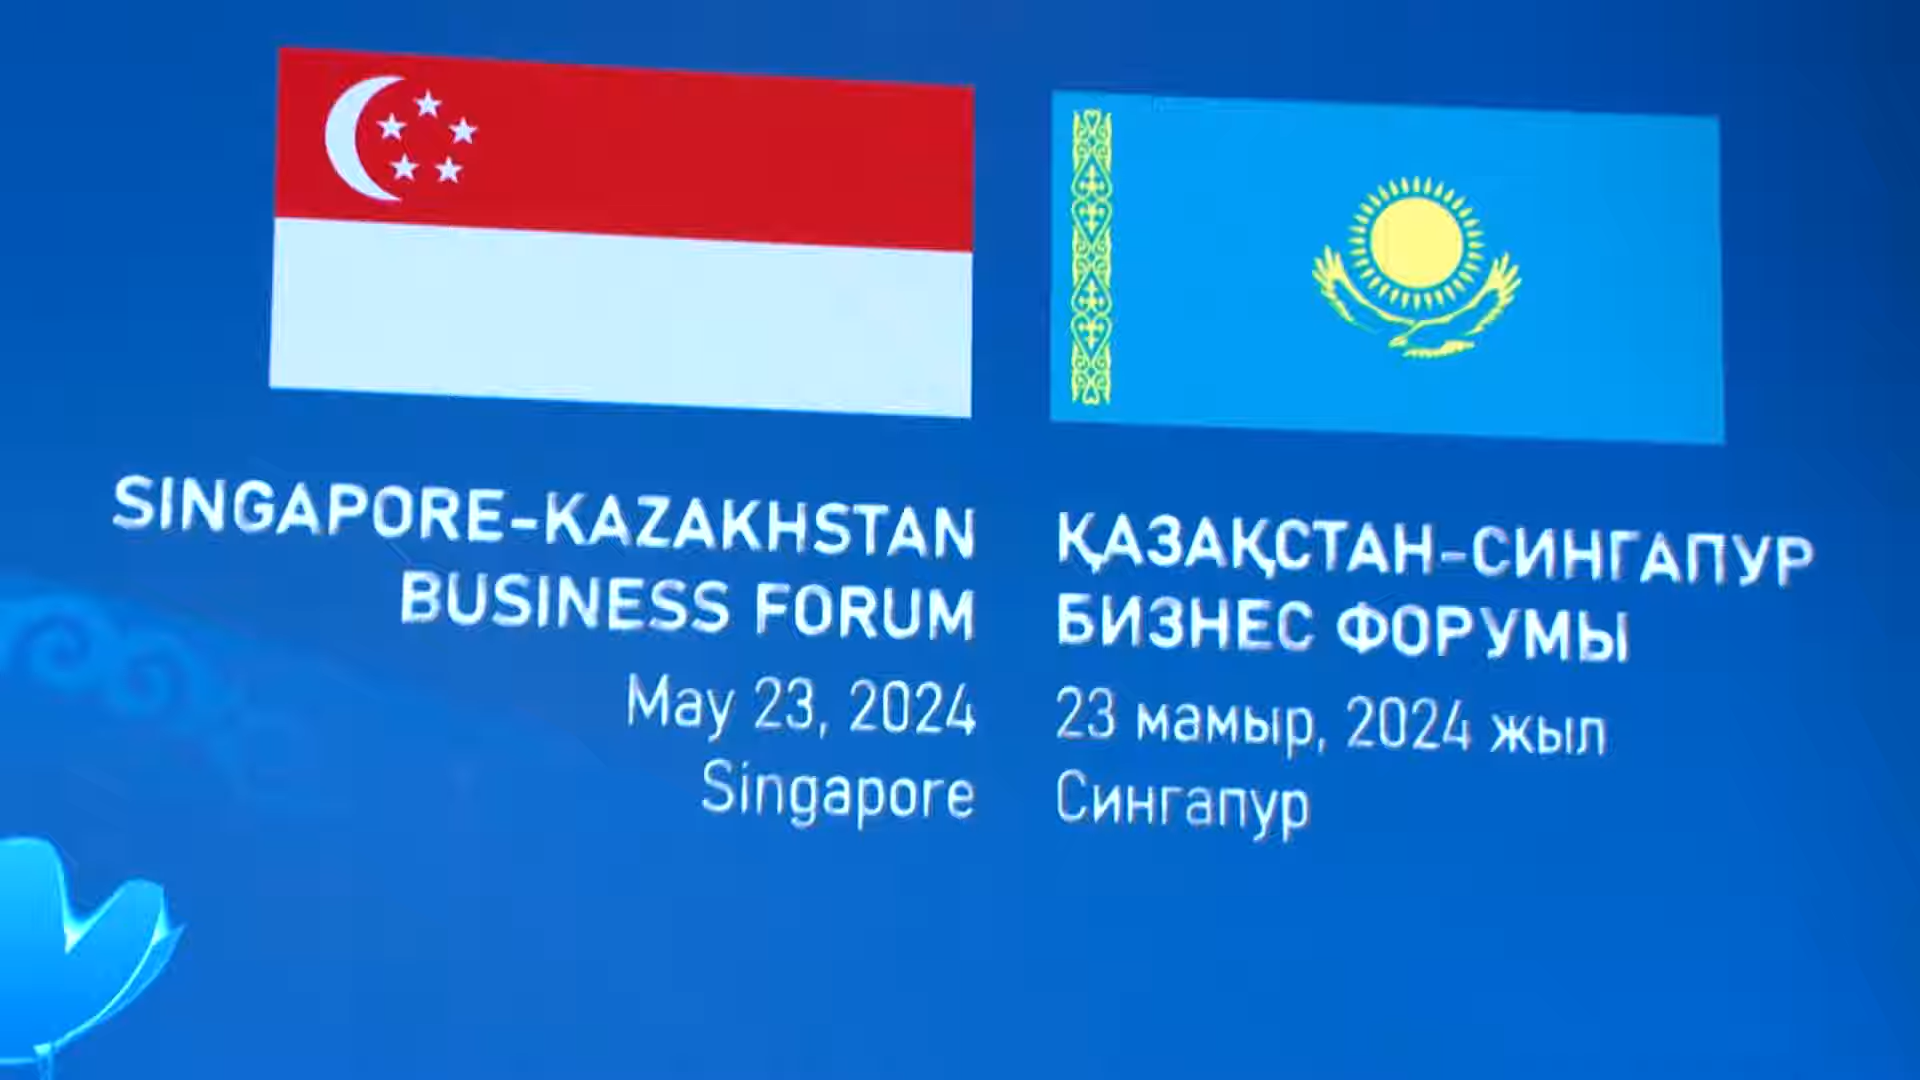 SINGAPORE-KAZAKHSTAN
BUSINESS FORUM
May 23, 2024
Singapore
ҚАЗАҚСТАН-СИНГАПУР
БИЗНЕС ФОРУМЫ
23 мамыр, 2024 жыл
Сингапур